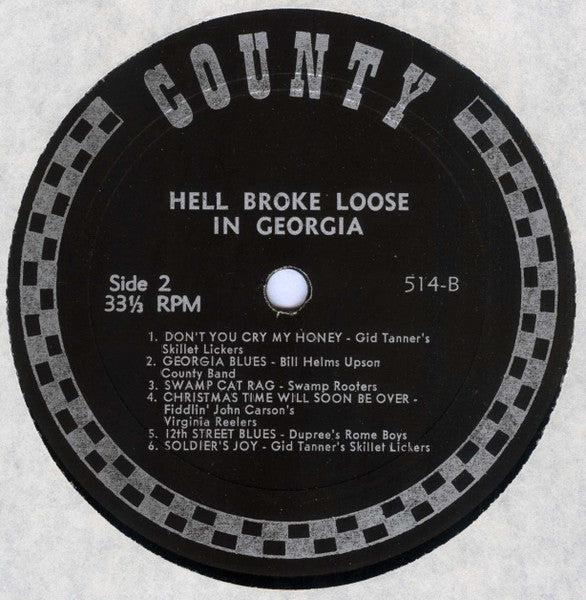 COUNTY
HELL BROKE LOOSE
IN GEORGIA
Side 2
33⅓ RPM
514-B
1. DON'T YOU CRY MY HONEY - Gid Tanner's
Skillet Lickers
2. GEORGIA BLUES - Bill Helms Upson
County Band
3. SWAMP CAT RAG - Swamp Rooters
4. CHRISTMAS TIME WILL SOON BE OVER -
Fiddlin' John Carson's
Virginia Reelers
5. 12th STREET BLUES - Dupree's Rome Boys
6. SOLDIER'S JOY - Gid Tanner's Skillet Lickers